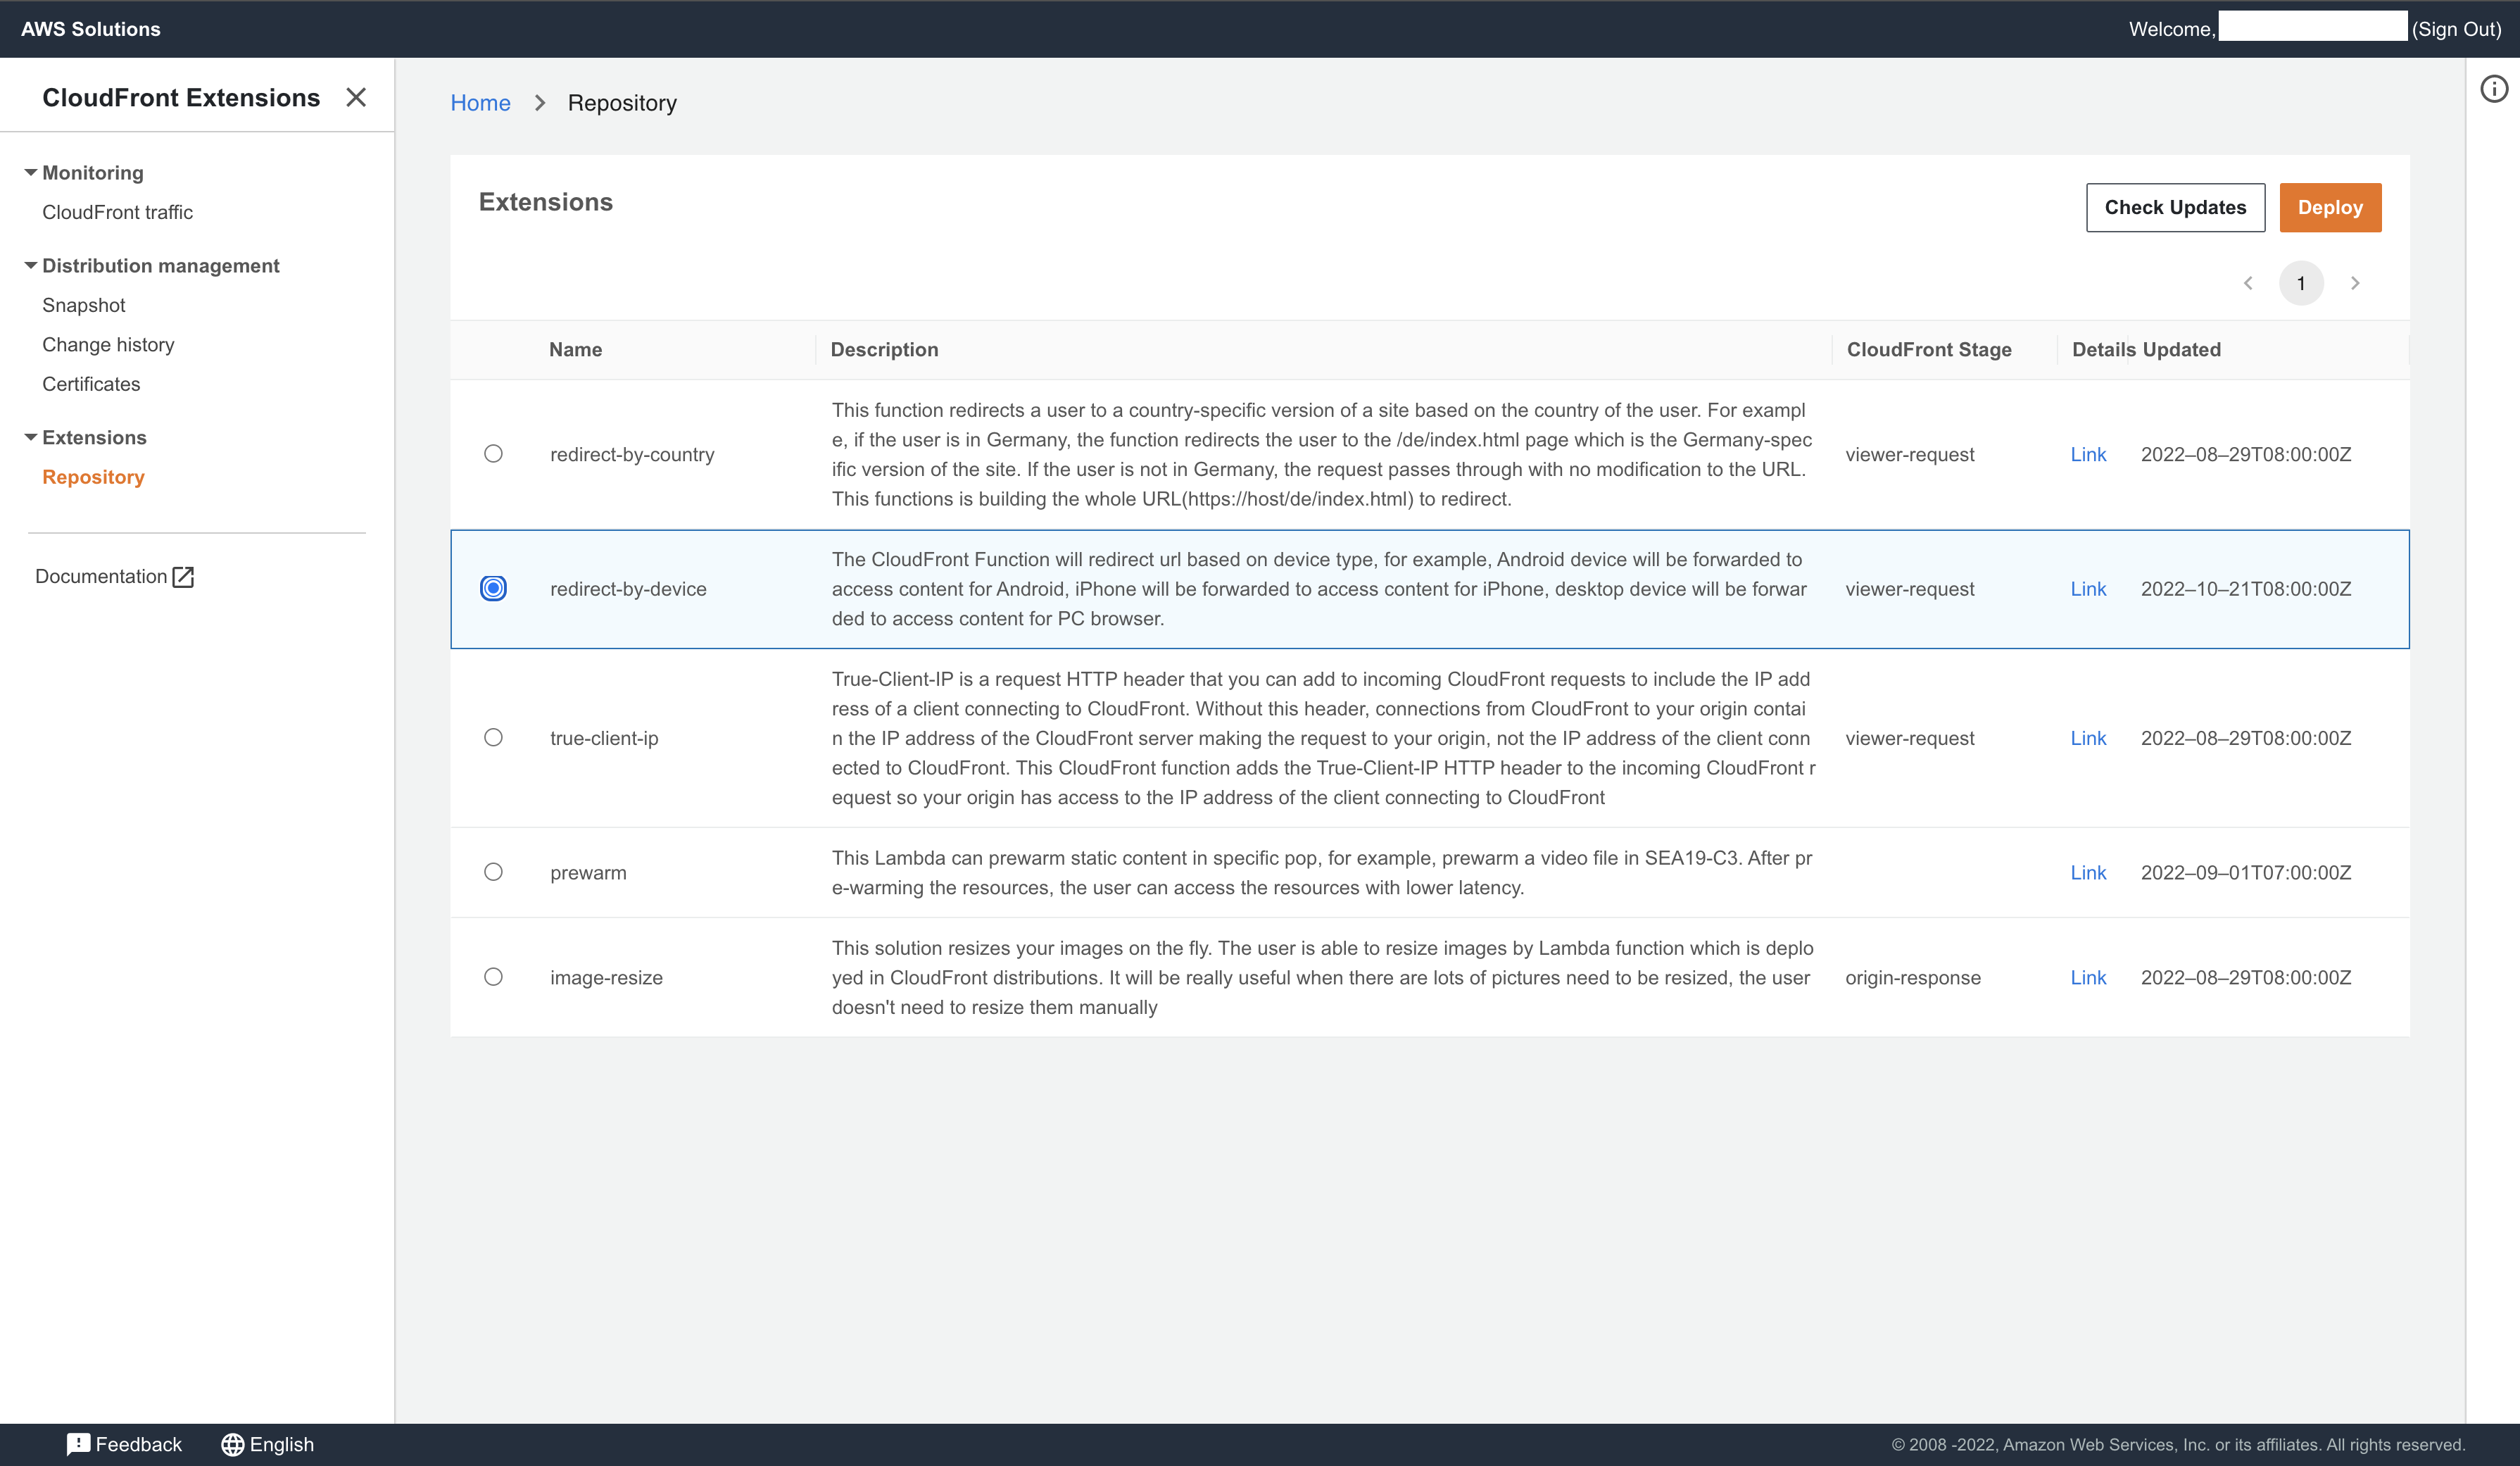 AWS Solutions
Welcome, (Sign Out)
CloudFront Extensions
Monitoring
CloudFront traffic
Distribution management
Snapshot
Change history
Certificates
Extensions
Repository
Documentation
Home > Repository
Extensions
Check Updates
Deploy
1
Name Description CloudFront Stage Details Updated
This function redirects a user to a country-specific version of a site based on the country of the user. For exampl
e, if the user is in Germany, the function redirects the user to the /de/index.html page which is the Germany-spec
redirect-by-country viewer-request Link 2022–08–29T08:00:00Z
ific version of the site. If the user is not in Germany, the request passes through with no modification to the URL.
This functions is building the whole URL(https://host/de/index.html) to redirect.
The CloudFront Function will redirect url based on device type, for example, Android device will be forwarded to
redirect-by-device access content for Android, iPhone will be forwarded to access content for iPhone, desktop device will be forwar viewer-request Link 2022–10–21T08:00:00Z
ded to access content for PC browser.
True-Client-IP is a request HTTP header that you can add to incoming CloudFront requests to include the IP add
ress of a client connecting to CloudFront. Without this header, connections from CloudFront to your origin contai
true-client-ip n the IP address of the CloudFront server making the request to your origin, not the IP address of the client conn viewer-request Link 2022–08–29T08:00:00Z
ected to CloudFront. This CloudFront function adds the True-Client-IP HTTP header to the incoming CloudFront r
equest so your origin has access to the IP address of the client connecting to CloudFront
This Lambda can prewarm static content in specific pop, for example, prewarm a video file in SEA19-C3. After pr
prewarm Link 2022–09–01T07:00:00Z
e-warming the resources, the user can access the resources with lower latency.
This solution resizes your images on the fly. The user is able to resize images by Lambda function which is deplo
image-resize yed in CloudFront distributions. It will be really useful when there are lots of pictures need to be resized, the user origin-response Link 2022–08–29T08:00:00Z
doesn't need to resize them manually
Feedback English
© 2008 -2022, Amazon Web Services, Inc. or its affiliates. All rights reserved.